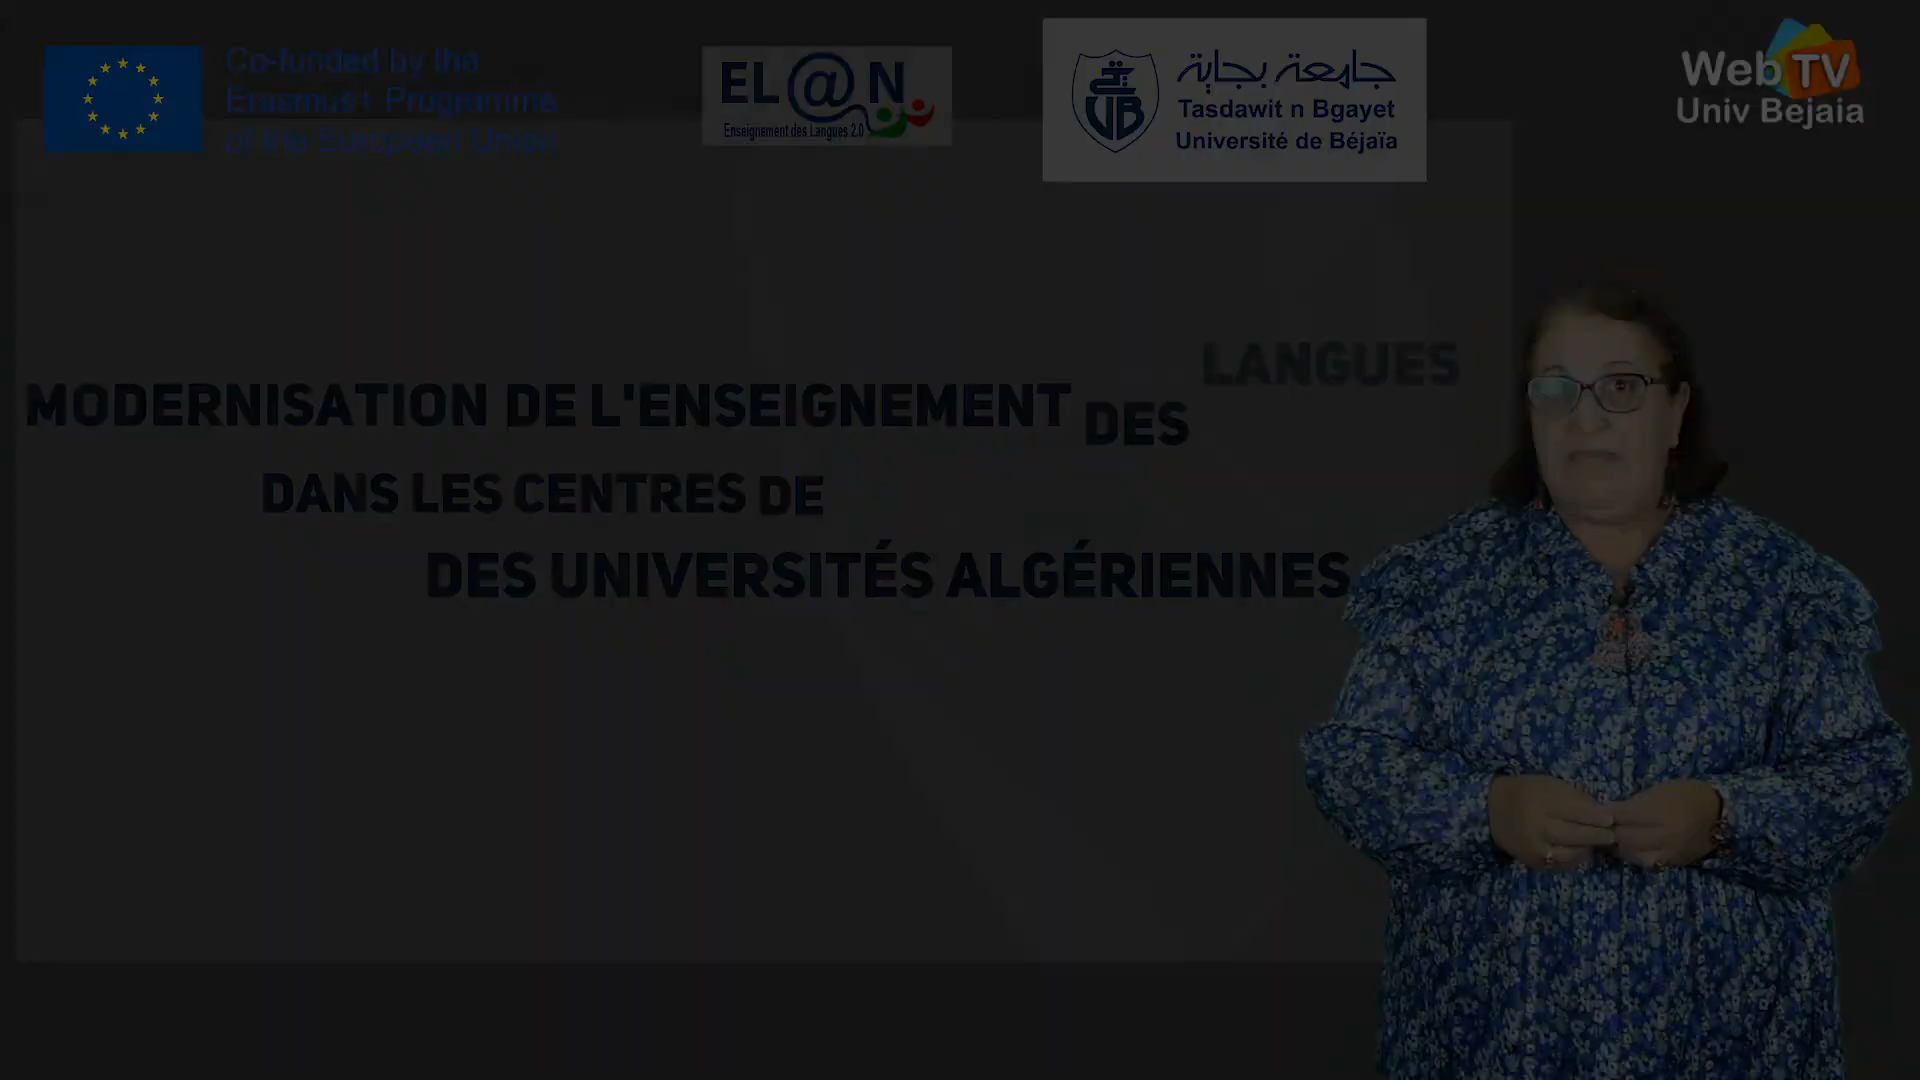 Co-funded by the
Erasmus+ Programme
of the European Union
EL@N
Enseignement des Langues 2.0
جامعة بجاية
Tasdawit n Bgayet
Université de Béjaïa
UB
Web TV
Univ Bejaia
MODERNISATION DE L'ENSEIGNEMENT DES LANGUES
DANS LES CENTRES DE
DES UNIVERSITÉS ALGÉRIENNES